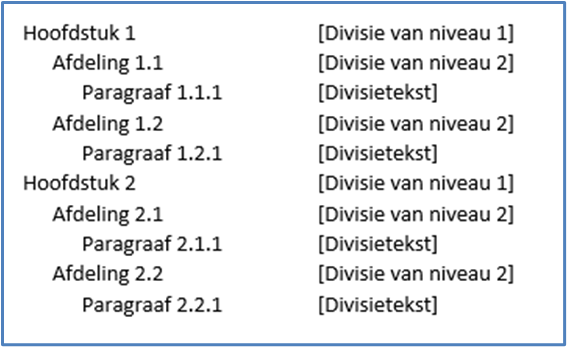 Hoofdstuk 1 [Divisie van niveau 1]
Afdeling 1.1 [Divisie van niveau 2]
Paragraaf 1.1.1 [Divisietekst]
Afdeling 1.2 [Divisie van niveau 2]
Paragraaf 1.2.1 [Divisietekst]
Hoofdstuk 2 [Divisie van niveau 1]
Afdeling 2.1 [Divisie van niveau 2]
Paragraaf 2.1.1 [Divisietekst]
Afdeling 2.2 [Divisie van niveau 2]
Paragraaf 2.2.1 [Divisietekst]